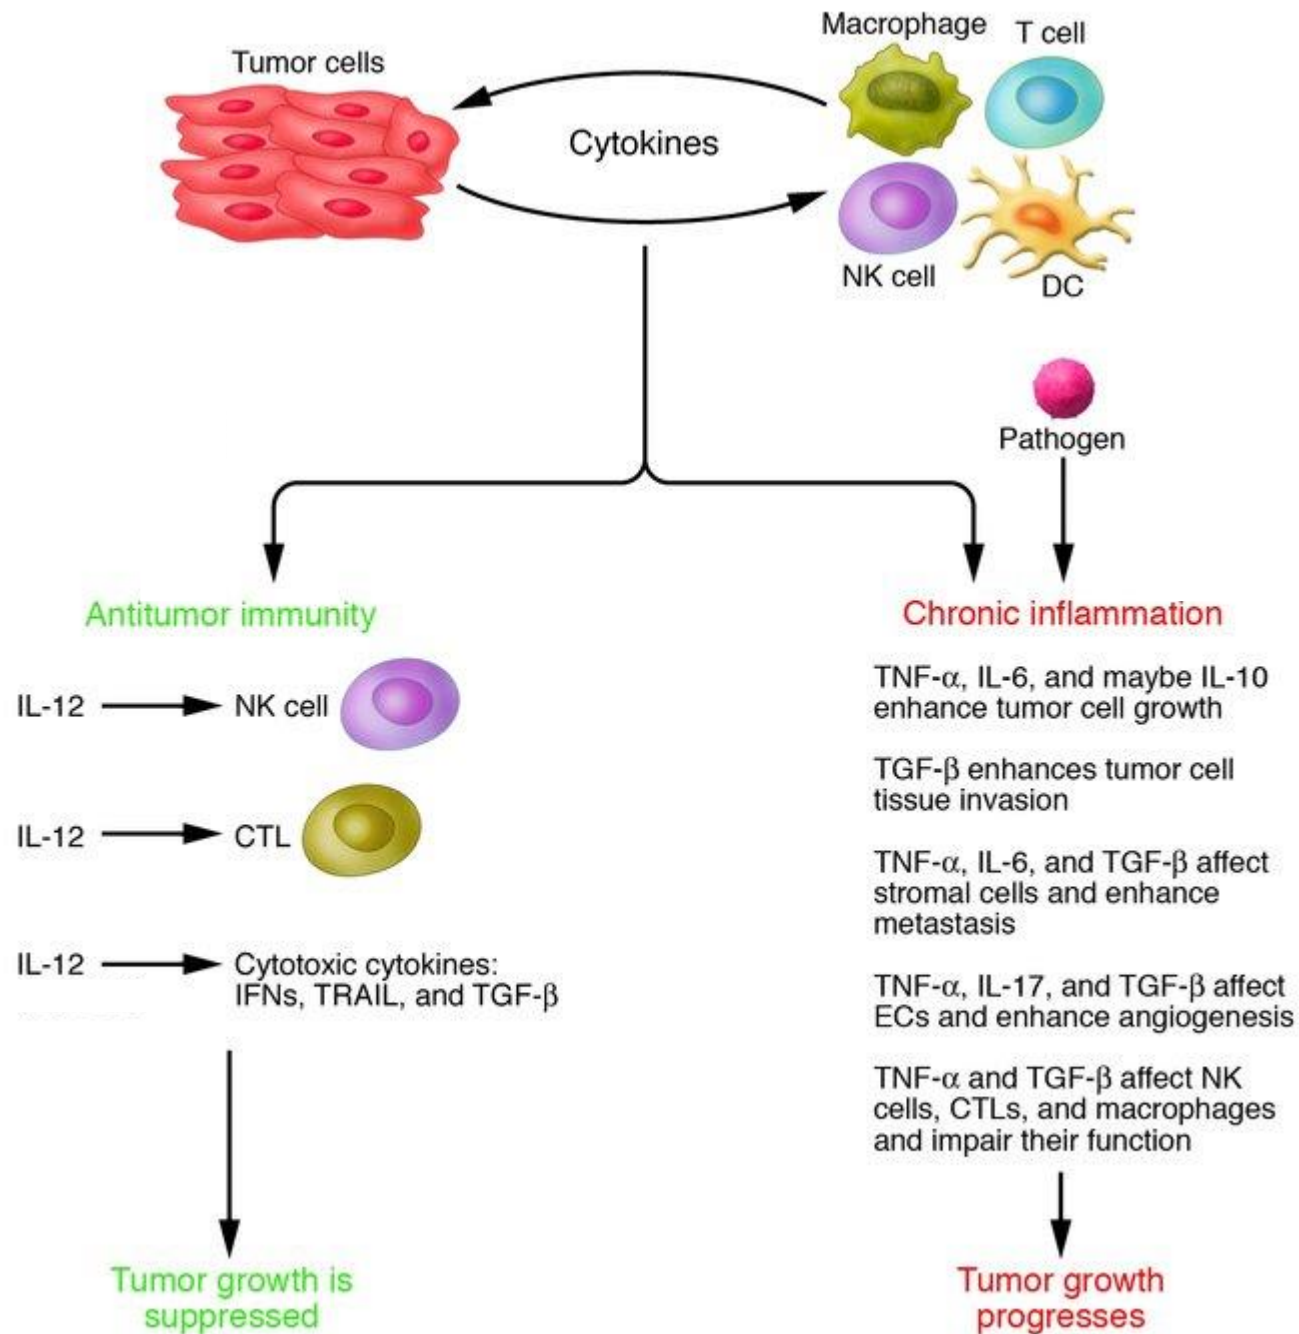 Macrophage
T cell
Tumor cells
Cytokines
NK cell
DC
Pathogen
Antitumor immunity
IL-12
NK cell
IL-12
CTL
IL-12
Cytotoxic cytokines:
IFNs, TRAIL, and TGF-β
Tumor growth is
suppressed
Chronic inflammation
TNF-α, IL-6, and maybe IL-10
enhance tumor cell growth
TGF-β enhances tumor cell
tissue invasion
TNF-α, IL-6, and TGF-β affect
stromal cells and enhance
metastasis
TNF-α, IL-17, and TGF-β affect
ECs and enhance angiogenesis
TNF-α and TGF-β affect NK
cells, CTLs, and macrophages
and impair their function
Tumor growth
progresses